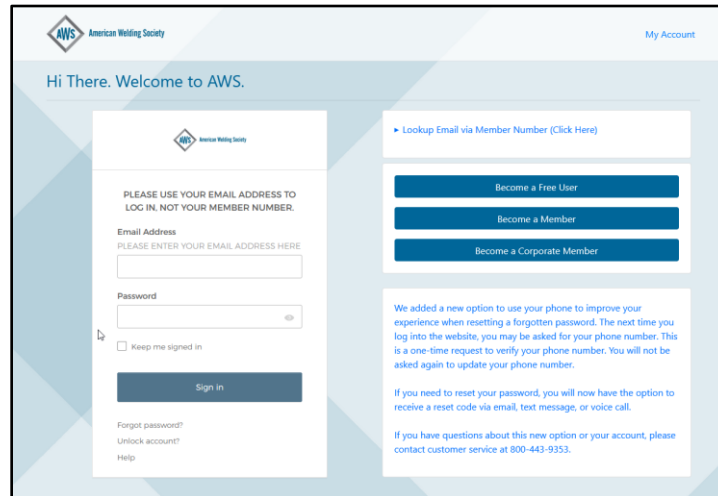 AWS American Welding Society
My Account
Hi There. Welcome to AWS.
AWS American Welding Society
PLEASE USE YOUR EMAIL ADDRESS TO
LOG IN, NOT YOUR MEMBER NUMBER.
Email Address
PLEASE ENTER YOUR EMAIL ADDRESS HERE
Password
Keep me signed in
Sign in
Forgot password?
Unlock account?
Help
▸ Lookup Email via Member Number (Click Here)
Become a Free User
Become a Member
Become a Corporate Member
We added a new option to use your phone to improve your
experience when resetting a forgotten password. The next time you
log into the website, you may be asked for your phone number. This
is a one-time request to verify your phone number. You will not be
asked again to update your phone number.
If you need to reset your password, you will now have the option to
receive a reset code via email, text message, or voice call.
If you have questions about this new option or your account, please
contact customer service at 800-443-9353.